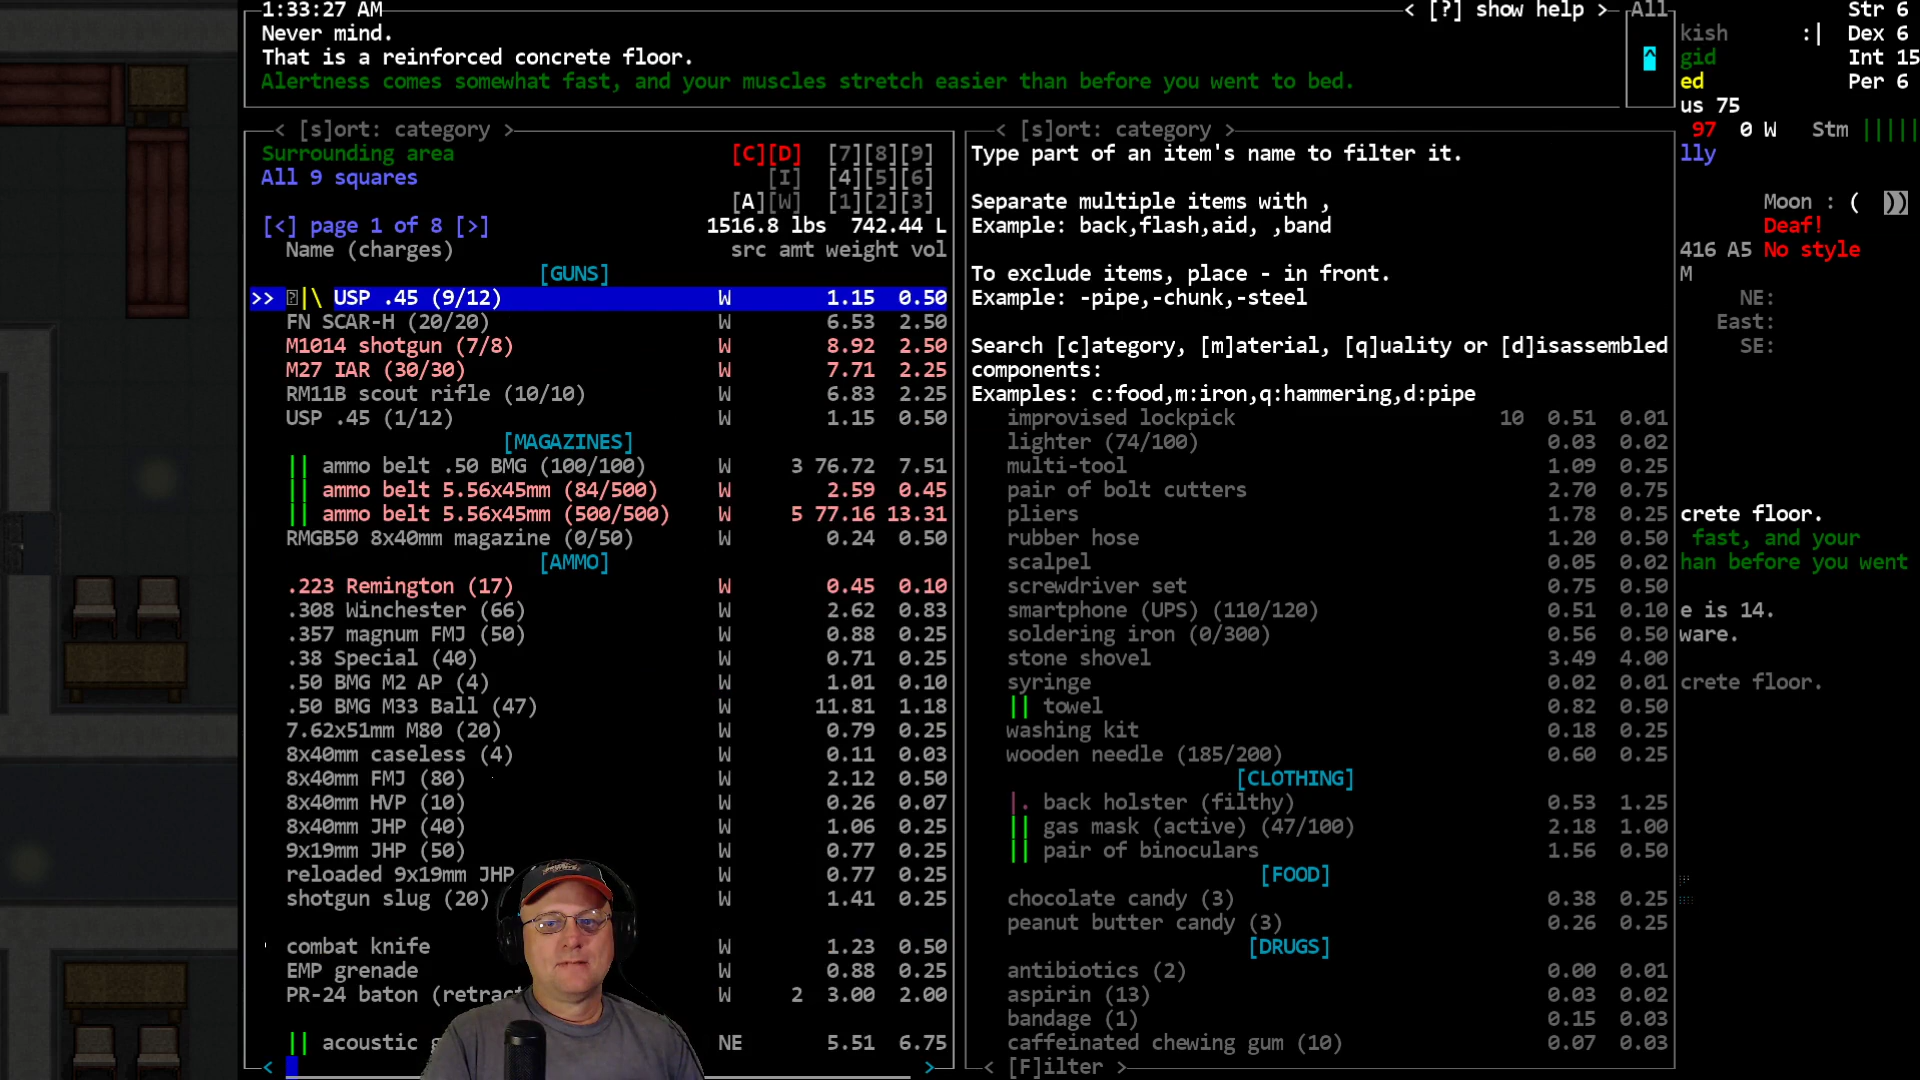 1:33:27 AM
< [?] show help >
Never mind.
That is a reinforced concrete floor.
Alertness comes somewhat fast, and your muscles stretch easier than before you went to bed.
All
^
Str 6
kish :| Dex 6
gid Int 15
ed Per 6
us 75
97 0 W Stm |||||
lly
Moon : ( ))
Deaf!
416 A5 No style
M
NE:
East:
SE:
crete floor.
fast, and your
han before you went
e is 14.
ware.
crete floor.
< [s]ort: category >
Surrounding area [C][D] [7][8][9]
All 9 squares [I] [4][5][6]
[A][W] [1][2][3]
[<] page 1 of 8 [>] 1516.8 lbs 742.44 L
Name (charges) src amt weight vol
[GUNS]
>> |\ USP .45 (9/12) W 1.15 0.50
FN SCAR-H (20/20) W 6.53 2.50
M1014 shotgun (7/8) W 8.92 2.50
M27 IAR (30/30) W 7.71 2.25
RM11B scout rifle (10/10) W 6.83 2.25
USP .45 (1/12) W 1.15 0.50
[MAGAZINES]
|| ammo belt .50 BMG (100/100) W 3 76.72 7.51
|| ammo belt 5.56x45mm (84/500) W 2.59 0.45
|| ammo belt 5.56x45mm (500/500) W 5 77.16 13.31
RMGB50 8x40mm magazine (0/50) W 0.24 0.50
[AMMO]
.223 Remington (17) W 0.45 0.10
.308 Winchester (66) W 2.62 0.83
.357 magnum FMJ (50) W 0.88 0.25
.38 Special (40) W 0.71 0.25
.50 BMG M2 AP (4) W 1.01 0.10
.50 BMG M33 Ball (47) W 11.81 1.18
7.62x51mm M80 (20) W 0.79 0.25
8x40mm caseless (4) W 0.11 0.03
8x40mm FMJ (80) W 2.12 0.50
8x40mm HVP (10) W 0.26 0.07
8x40mm JHP (40) W 1.06 0.25
9x19mm JHP (50) W 0.77 0.25
reloaded 9x19mm JHP W 0.77 0.25
shotgun slug (20) W 1.41 0.25
combat knife W 1.23 0.50
EMP grenade W 0.88 0.25
PR-24 baton (retract W 2 3.00 2.00
|| acoustic NE 5.51 6.75
< >
< [s]ort: category >
Type part of an item's name to filter it.
Separate multiple items with ,
Example: back,flash,aid, ,band
To exclude items, place - in front.
Example: -pipe,-chunk,-steel
Search [c]ategory, [m]aterial, [q]uality or [d]isassembled
components:
Examples: c:food,m:iron,q:hammering,d:pipe
improvised lockpick 10 0.51 0.01
lighter (74/100) 0.03 0.02
multi-tool 1.09 0.25
pair of bolt cutters 2.70 0.75
pliers 1.78 0.25
rubber hose 1.20 0.50
scalpel 0.05 0.02
screwdriver set 0.75 0.50
smartphone (UPS) (110/120) 0.51 0.10
soldering iron (0/300) 0.56 0.50
stone shovel 3.49 4.00
syringe 0.02 0.01
|| towel 0.82 0.50
washing kit 0.18 0.25
wooden needle (185/200) 0.60 0.25
[CLOTHING]
|. back holster (filthy) 0.53 1.25
|| gas mask (active) (47/100) 2.18 1.00
|| pair of binoculars 1.56 0.50
[FOOD]
chocolate candy (3) 0.38 0.25
peanut butter candy (3) 0.26 0.25
[DRUGS]
antibiotics (2) 0.00 0.01
aspirin (13) 0.03 0.02
bandage (1) 0.15 0.03
caffeinated chewing gum (10) 0.07 0.03
< [F]ilter >